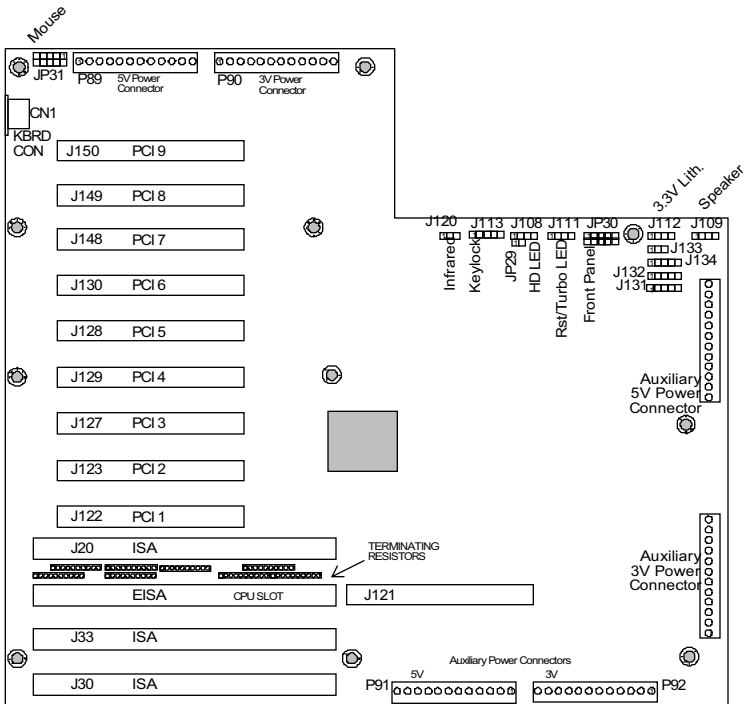 Mouse
JP31
P89
5V Power
Connector
P90
3V Power
Connector
CN1
KBRD
CON
J150 PCI 9
J149 PCI 8
J148 PCI 7
J130 PCI 6
J128 PCI 5
J129 PCI 4
J127 PCI 3
J123 PCI 2
J122 PCI 1
J20 ISA
EISA CPU SLOT
J33 ISA
J30 ISA
TERMINATING
RESISTORS
J121
3.3V Lith.
Speaker
J120
J113
J108
J111
JP30
J112
J109
Infrared
Keylock
JP29
HD LED
Rst/Turbo LED
Front Panel
J133
J134
J132
J131
Auxiliary
5V Power
Connector
Auxiliary
3V Power
Connector
Auxiliary Power Connectors
P91
5V
3V
P92